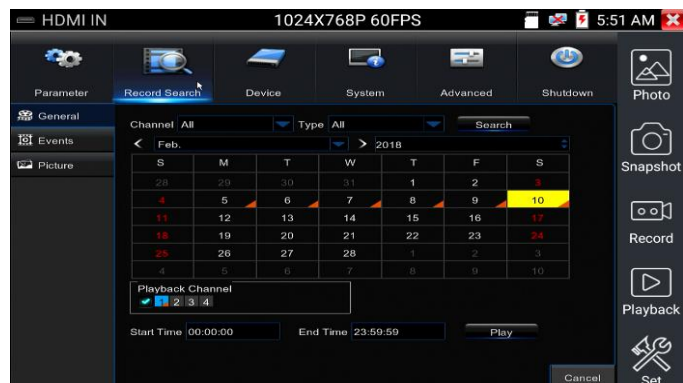 HDMI IN 1024X768P 60FPS 5:51 AM
Parameter Record Search Device System Advanced Shutdown
Photo
General
Events
Picture
Channel All Type All Search
< Feb. > 2018
S M T W T F S
28 29 30 31 1 2 3
4 5 6 7 8 9 10
11 12 13 14 15 16 17
18 19 20 21 22 23 24
25 26 27 28 1 2 3
4 5 6 7 8 9 10
Snapshot
Record
Playback Channel
1 2 3 4
Playback
Start Time 00:00:00 End Time 23:59:59 Play
Cancel
Set